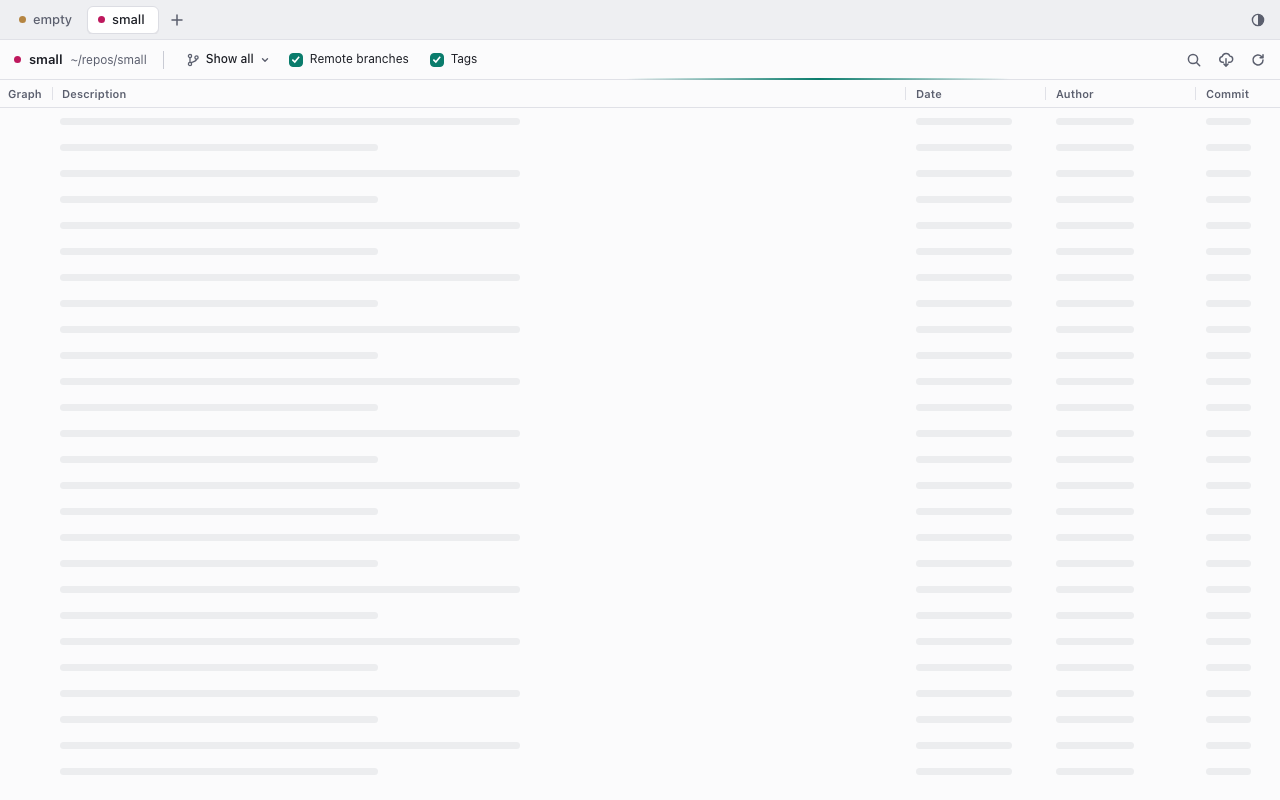 empty
small
small ~/repos/small Show all Remote branches Tags
Graph Description Date Author Commit